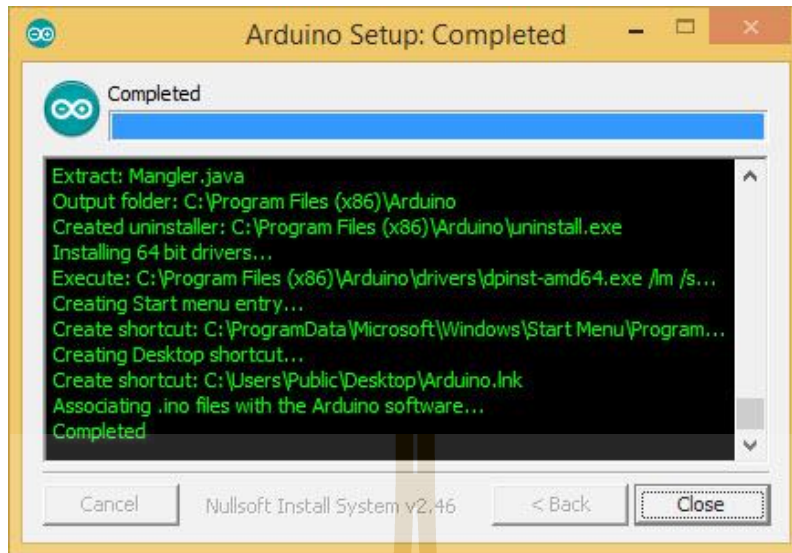 Arduino Setup: Completed
Completed
Extract: Mangler.java
Output folder: C:\Program Files (x86)\Arduino
Created uninstaller: C:\Program Files (x86)\Arduino\uninstall.exe
Installing 64 bit drivers...
Execute: C:\Program Files (x86)\Arduino\drivers\dpinst-amd64.exe /lm /s...
Creating Start menu entry...
Create shortcut: C:\ProgramData\Microsoft\Windows\Start Menu\Program...
Creating Desktop shortcut...
Create shortcut: C:\Users\Public\Desktop\Arduino.lnk
Associating .ino files with the Arduino software...
Completed
Cancel Nullsoft Install System v2.46 < Back Close